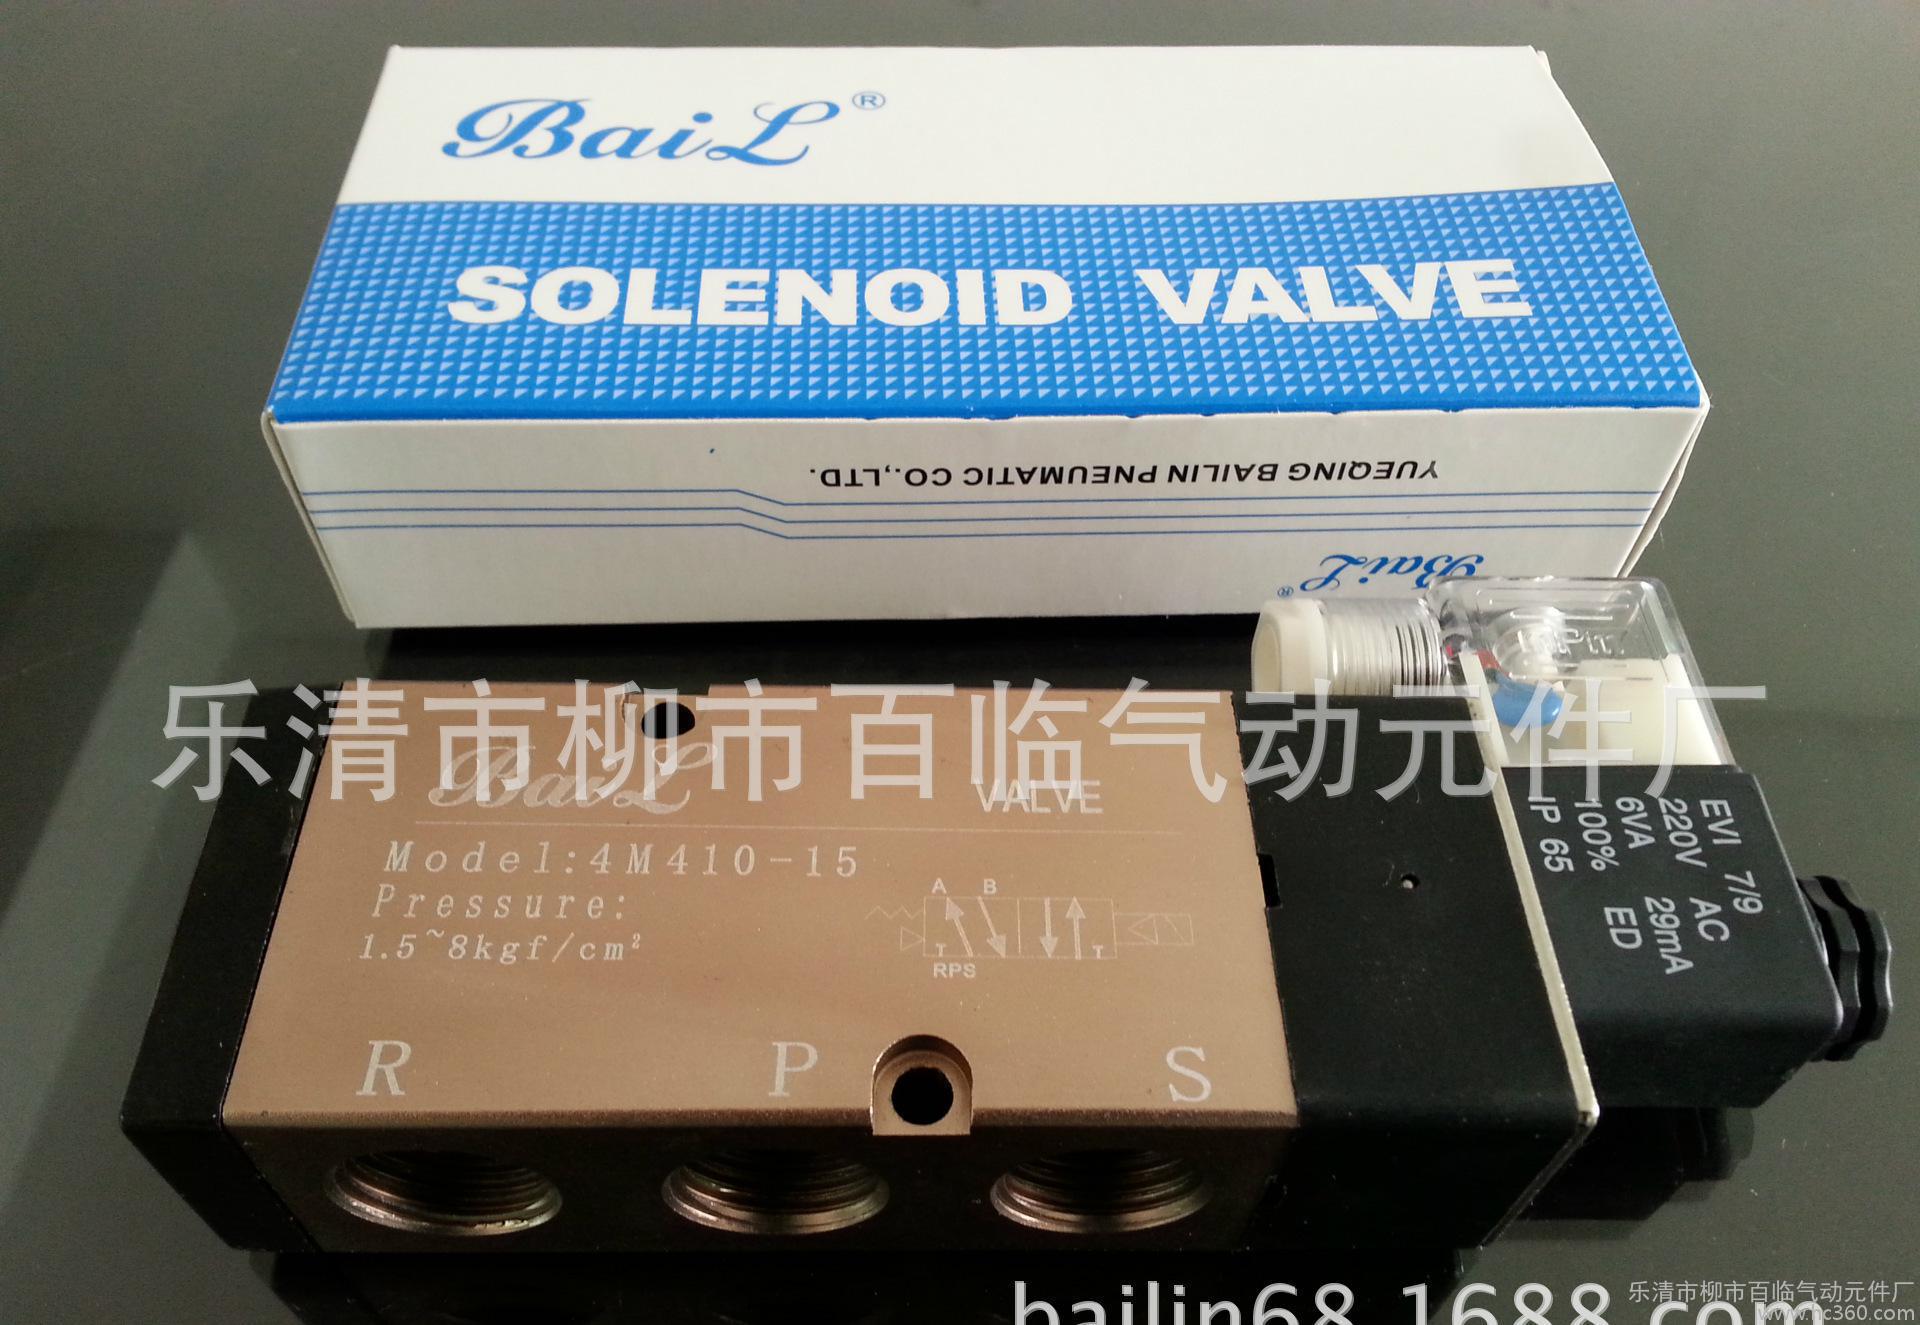 BaiL®
SOLENOID VALVE
YUEQING BAILIN PNEUMATIC CO.,LTD.
BaiL®
乐清市柳市百临气动元件厂
BaiL VALVE
Model:4M410-15
Pressure:
1.5~8kgf/cm²
A B
T T
RPS
R P S
EVI 7/9
220V AC
6VA 29mA
100% ED
IP 65
bailin68.1688.com
乐清市柳市百临气动元件厂
www.hc360.com